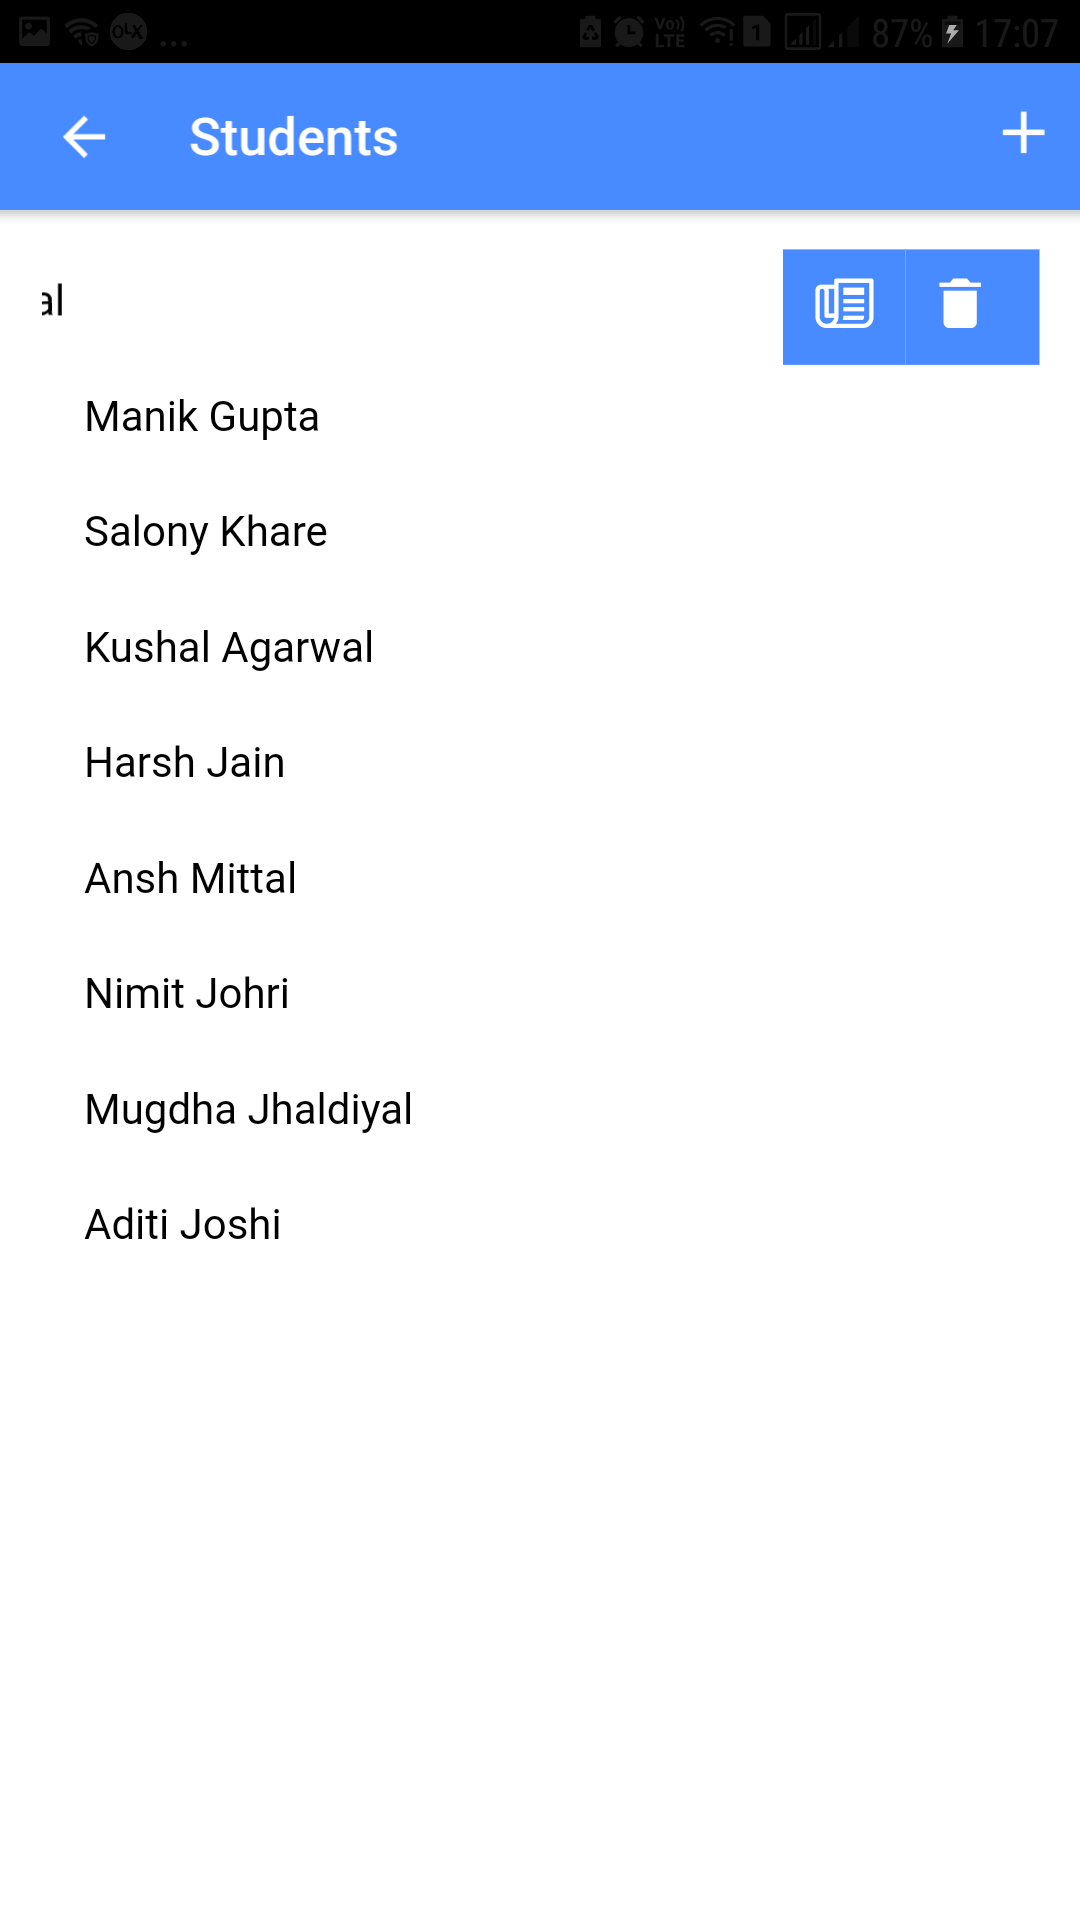 OLX ... Vo)) LTE 1 87% 17:07
Students
al
Manik Gupta
Salony Khare
Kushal Agarwal
Harsh Jain
Ansh Mittal
Nimit Johri
Mugdha Jhaldiyal
Aditi Joshi